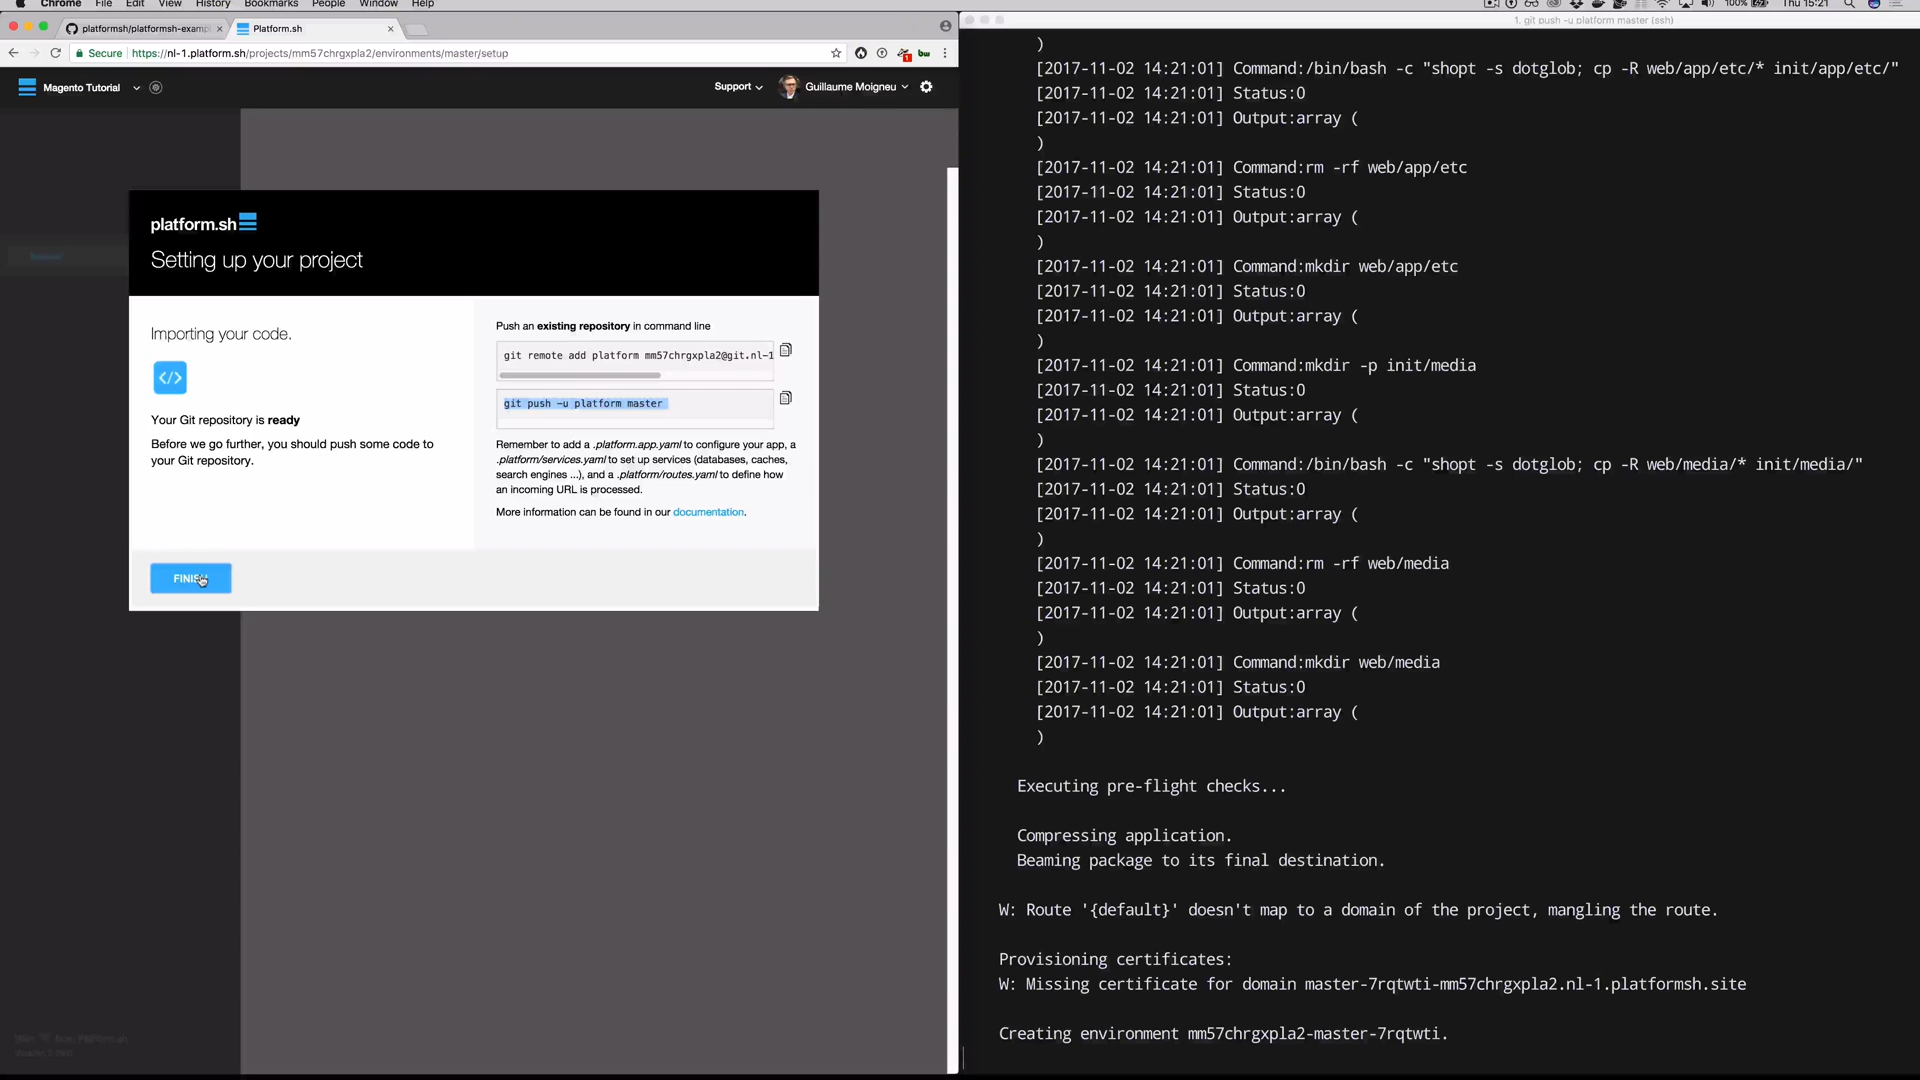 Chrome File Edit View History Bookmarks People Window Help
100% Thu 15:21
platformsh/platformsh-exampl
Platform.sh
1. git push -u platform master (ssh)
Secure https://nl-1.platform.sh/projects/mm57chrgxpla2/environments/master/setup
Magento Tutorial
Support
Guillaume Moigneu
platform.sh
Setting up your project
Importing your code.
</>
Your Git repository is ready
Before we go further, you should push some code to
your Git repository.
Push an existing repository in command line
git remote add platform mm57chrgxpla2@git.nl-1
git push -u platform master
Remember to add a .platform.app.yaml to configure your app, a
.platform/services.yaml to set up services (databases, caches,
search engines ...), and a .platform/routes.yaml to define how
an incoming URL is processed.
More information can be found in our documentation.
FINISH
)
[2017-11-02 14:21:01] Command:/bin/bash -c "shopt -s dotglob; cp -R web/app/etc/* init/app/etc/"
[2017-11-02 14:21:01] Status:0
[2017-11-02 14:21:01] Output:array (
)
[2017-11-02 14:21:01] Command:rm -rf web/app/etc
[2017-11-02 14:21:01] Status:0
[2017-11-02 14:21:01] Output:array (
)
[2017-11-02 14:21:01] Command:mkdir web/app/etc
[2017-11-02 14:21:01] Status:0
[2017-11-02 14:21:01] Output:array (
)
[2017-11-02 14:21:01] Command:mkdir -p init/media
[2017-11-02 14:21:01] Status:0
[2017-11-02 14:21:01] Output:array (
)
[2017-11-02 14:21:01] Command:/bin/bash -c "shopt -s dotglob; cp -R web/media/* init/media/"
[2017-11-02 14:21:01] Status:0
[2017-11-02 14:21:01] Output:array (
)
[2017-11-02 14:21:01] Command:rm -rf web/media
[2017-11-02 14:21:01] Status:0
[2017-11-02 14:21:01] Output:array (
)
[2017-11-02 14:21:01] Command:mkdir web/media
[2017-11-02 14:21:01] Status:0
[2017-11-02 14:21:01] Output:array (
)
Executing pre-flight checks...
Compressing application.
Beaming package to its final destination.
W: Route '{default}' doesn't map to a domain of the project, mangling the route.
Provisioning certificates:
W: Missing certificate for domain master-7rqtwti-mm57chrgxpla2.nl-1.platformsh.site
Creating environment mm57chrgxpla2-master-7rqtwti.